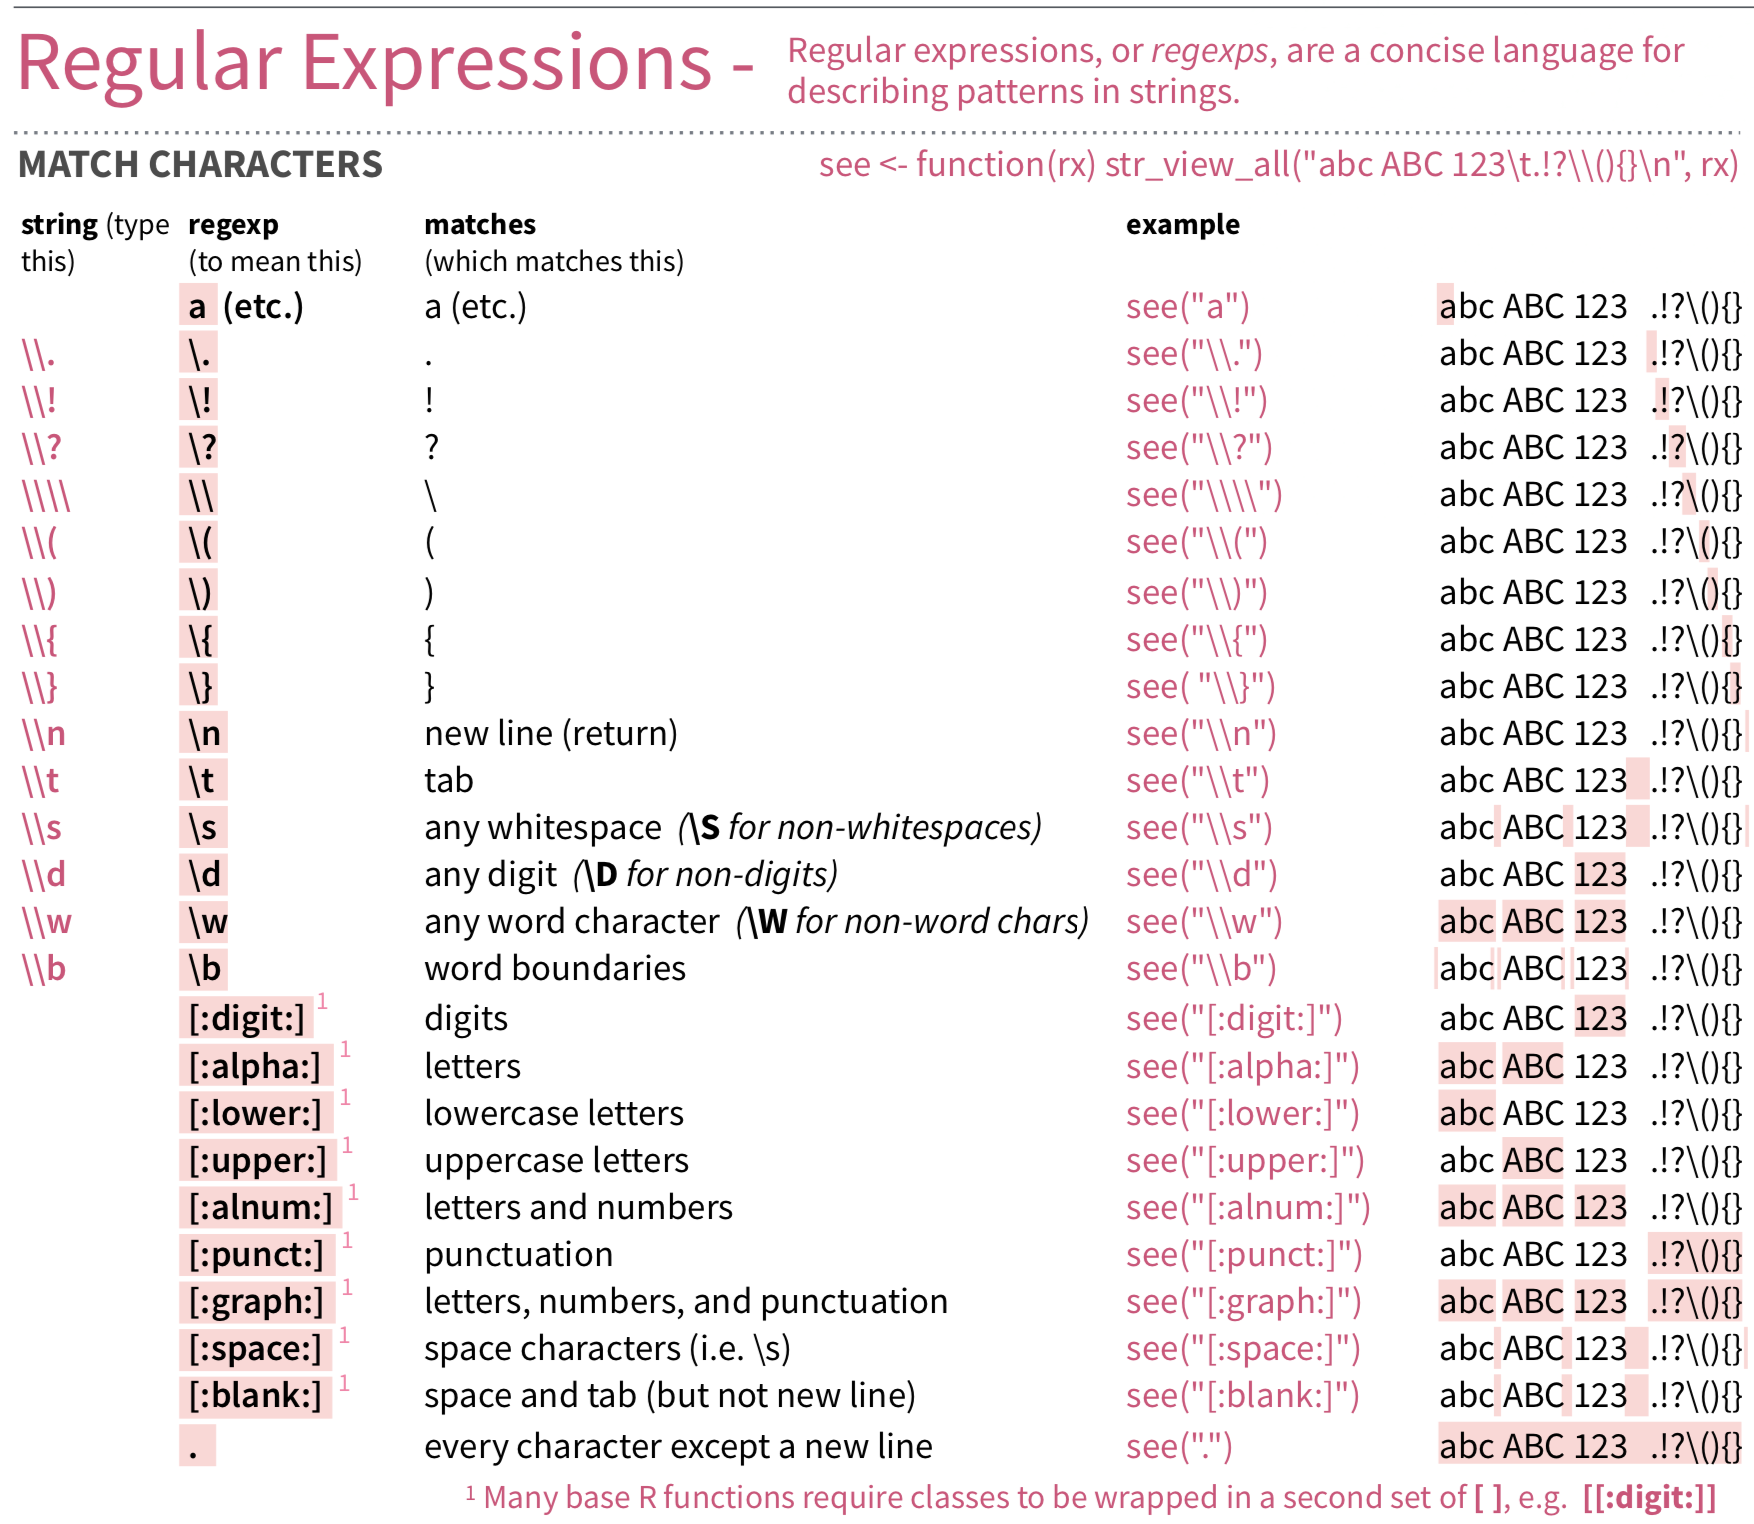 Regular Expressions - Regular expressions, or regexps, are a concise language for
describing patterns in strings.
MATCH CHARACTERS see <- function(rx) str_view_all("abc ABC 123\t.!?\\(){}\n", rx)
string (type regexp matches example
this) (to mean this) (which matches this)
a (etc.) a (etc.) see("a") abc ABC 123 .!?\(){}
\\. \. . see("\\.") abc ABC 123 .!?\(){}
\\! \! ! see("\\!") abc ABC 123 .!?\(){}
\\? \? ? see("\\?") abc ABC 123 .!?\(){}
\\\\ \\ \ see("\\\\") abc ABC 123 .!?\(){}
\\( \( ( see("\\(") abc ABC 123 .!?\(){}
\\) \) ) see("\\)") abc ABC 123 .!?\(){}
\\{ \{ { see("\\{") abc ABC 123 .!?\(){}
\\} \} } see( "\\}") abc ABC 123 .!?\(){}
\\n \n new line (return) see("\\n") abc ABC 123 .!?\(){}
\\t \t tab see("\\t") abc ABC 123 .!?\(){}
\\s \s any whitespace (\S for non-whitespaces) see("\\s") abc ABC 123 .!?\(){}
\\d \d any digit (\D for non-digits) see("\\d") abc ABC 123 .!?\(){}
\\w \w any word character (\W for non-word chars) see("\\w") abc ABC 123 .!?\(){}
\\b \b word boundaries see("\\b") abc ABC 123 .!?\(){}
[:digit:] 1 digits see("[:digit:]") abc ABC 123 .!?\(){}
[:alpha:] 1 letters see("[:alpha:]") abc ABC 123 .!?\(){}
[:lower:] 1 lowercase letters see("[:lower:]") abc ABC 123 .!?\(){}
[:upper:] 1 uppercase letters see("[:upper:]") abc ABC 123 .!?\(){}
[:alnum:] 1 letters and numbers see("[:alnum:]") abc ABC 123 .!?\(){}
[:punct:] 1 punctuation see("[:punct:]") abc ABC 123 .!?\(){}
[:graph:] 1 letters, numbers, and punctuation see("[:graph:]") abc ABC 123 .!?\(){}
[:space:] 1 space characters (i.e. \s) see("[:space:]") abc ABC 123 .!?\(){}
[:blank:] 1 space and tab (but not new line) see("[:blank:]") abc ABC 123 .!?\(){}
. every character except a new line see(".") abc ABC 123 .!?\(){}
1 Many base R functions require classes to be wrapped in a second set of [ ], e.g. [[:digit:]]